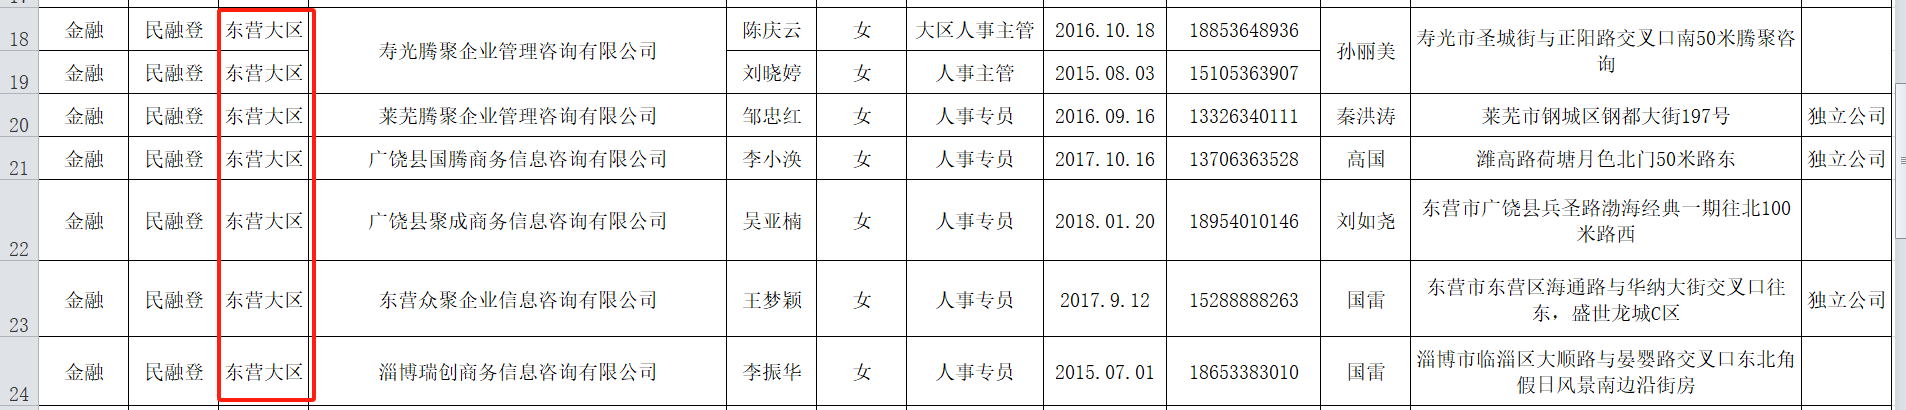 18 金融 民融登 东营大区 寿光腾聚企业管理咨询有限公司 陈庆云 女 大区人事主管 2016.10.18 18853648936 孙丽美 寿光市圣城街与正阳路交叉口南50米腾聚咨
询
19 金融 民融登 东营大区 刘晓婷 女 人事主管 2015.08.03 15105363907
20 金融 民融登 东营大区 莱芜腾聚企业管理咨询有限公司 邹忠红 女 人事专员 2016.09.16 13326340111 秦洪涛 莱芜市钢城区钢都大街197号 独立公司
21 金融 民融登 东营大区 广饶县国腾商务信息咨询有限公司 李小涣 女 人事专员 2017.10.16 13706363528 高国 潍高路荷塘月色北门50米路东 独立公司
22 金融 民融登 东营大区 广饶县聚成商务信息咨询有限公司 吴亚楠 女 人事专员 2018.01.20 18954010146 刘如尧 东营市广饶县兵圣路渤海经典一期往北100
米路西
23 金融 民融登 东营大区 东营众聚企业信息咨询有限公司 王梦颖 女 人事专员 2017.9.12 15288888263 国雷 东营市东营区海通路与华纳大街交叉口往
东，盛世龙城C区 独立公司
24 金融 民融登 东营大区 淄博瑞创商务信息咨询有限公司 李振华 女 人事专员 2015.07.01 18653383010 国雷 淄博市临淄区大顺路与晏婴路交叉口东北角
假日风景南边沿街房